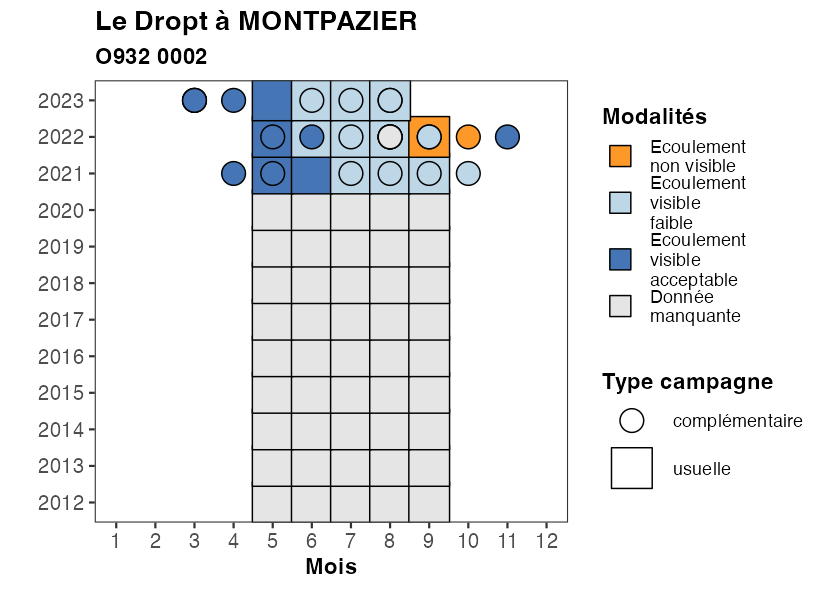 Le Dropt à MONTPAZIER
O932 0002
2023
2022
2021
2020
2019
2018
2017
2016
2015
2014
2013
2012
1 2 3 4 5 6 7 8 9 10 11 12
Mois
Modalités
Ecoulement
non visible
Ecoulement
visible
faible
Ecoulement
visible
acceptable
Donnée
manquante
Type campagne
complémentaire
usuelle